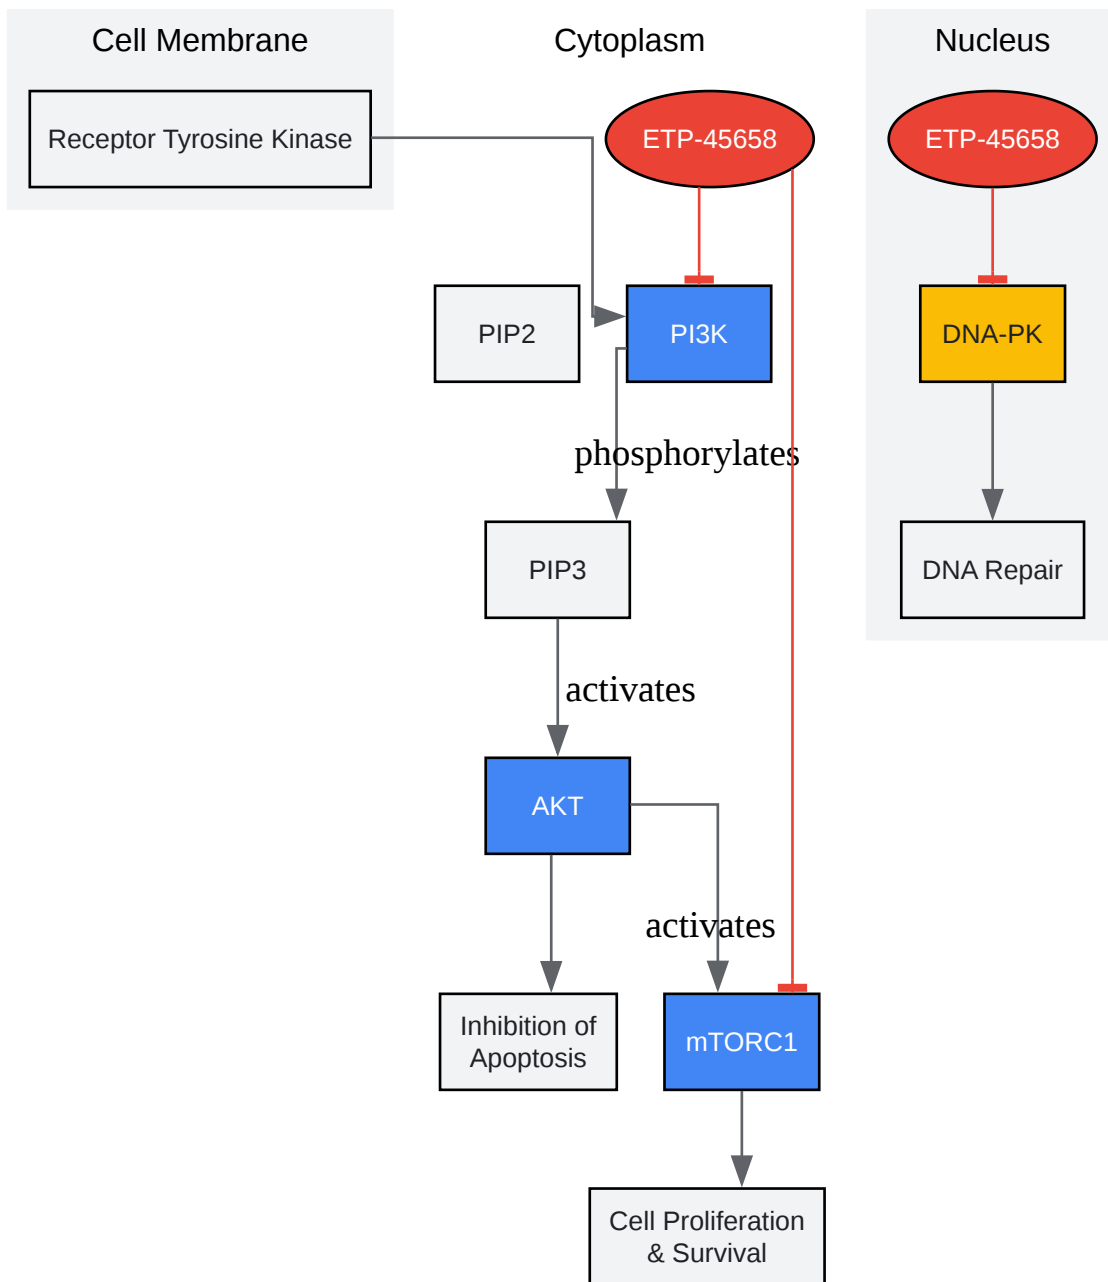 Cell Membrane
Cytoplasm
Nucleus
Receptor Tyrosine Kinase
ETP-45658
ETP-45658
PIP2
PI3K
DNA-PK
phosphorylates
PIP3
DNA Repair
activates
AKT
activates
Inhibition of
Apoptosis
mTORC1
Cell Proliferation
& Survival